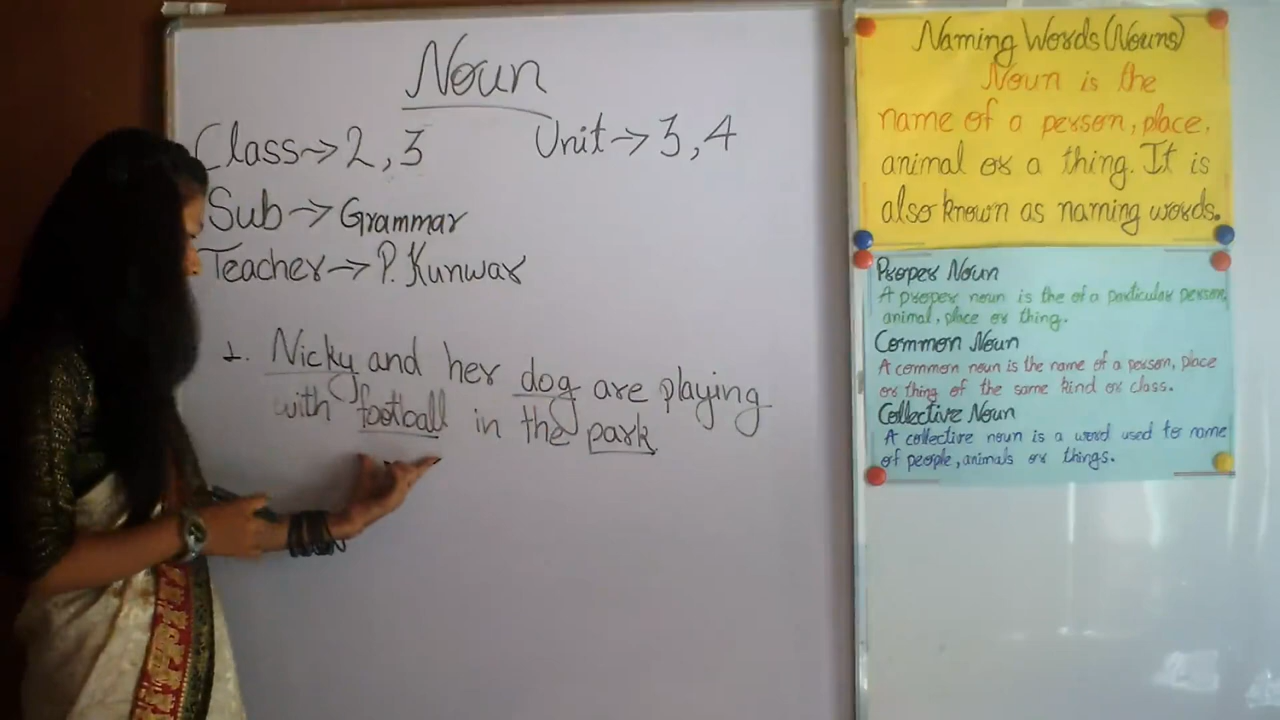 Noun
Class→2,3 Unit→3,4
Sub→Grammar
Teacher→P. Kunwar
1. Nicky and her dog are playing
with football in the park
Naming Words (Nouns)
Noun is the
name of a person, place,
animal or a thing. It is
also known as naming words.
Proper Noun
A proper noun is the of a particular person,
animal, place or thing.
Common Noun
A common noun is the name of a person, place
or thing of the same kind or class.
Collective Noun
A collective noun is a word used to name
of people, animals or things.